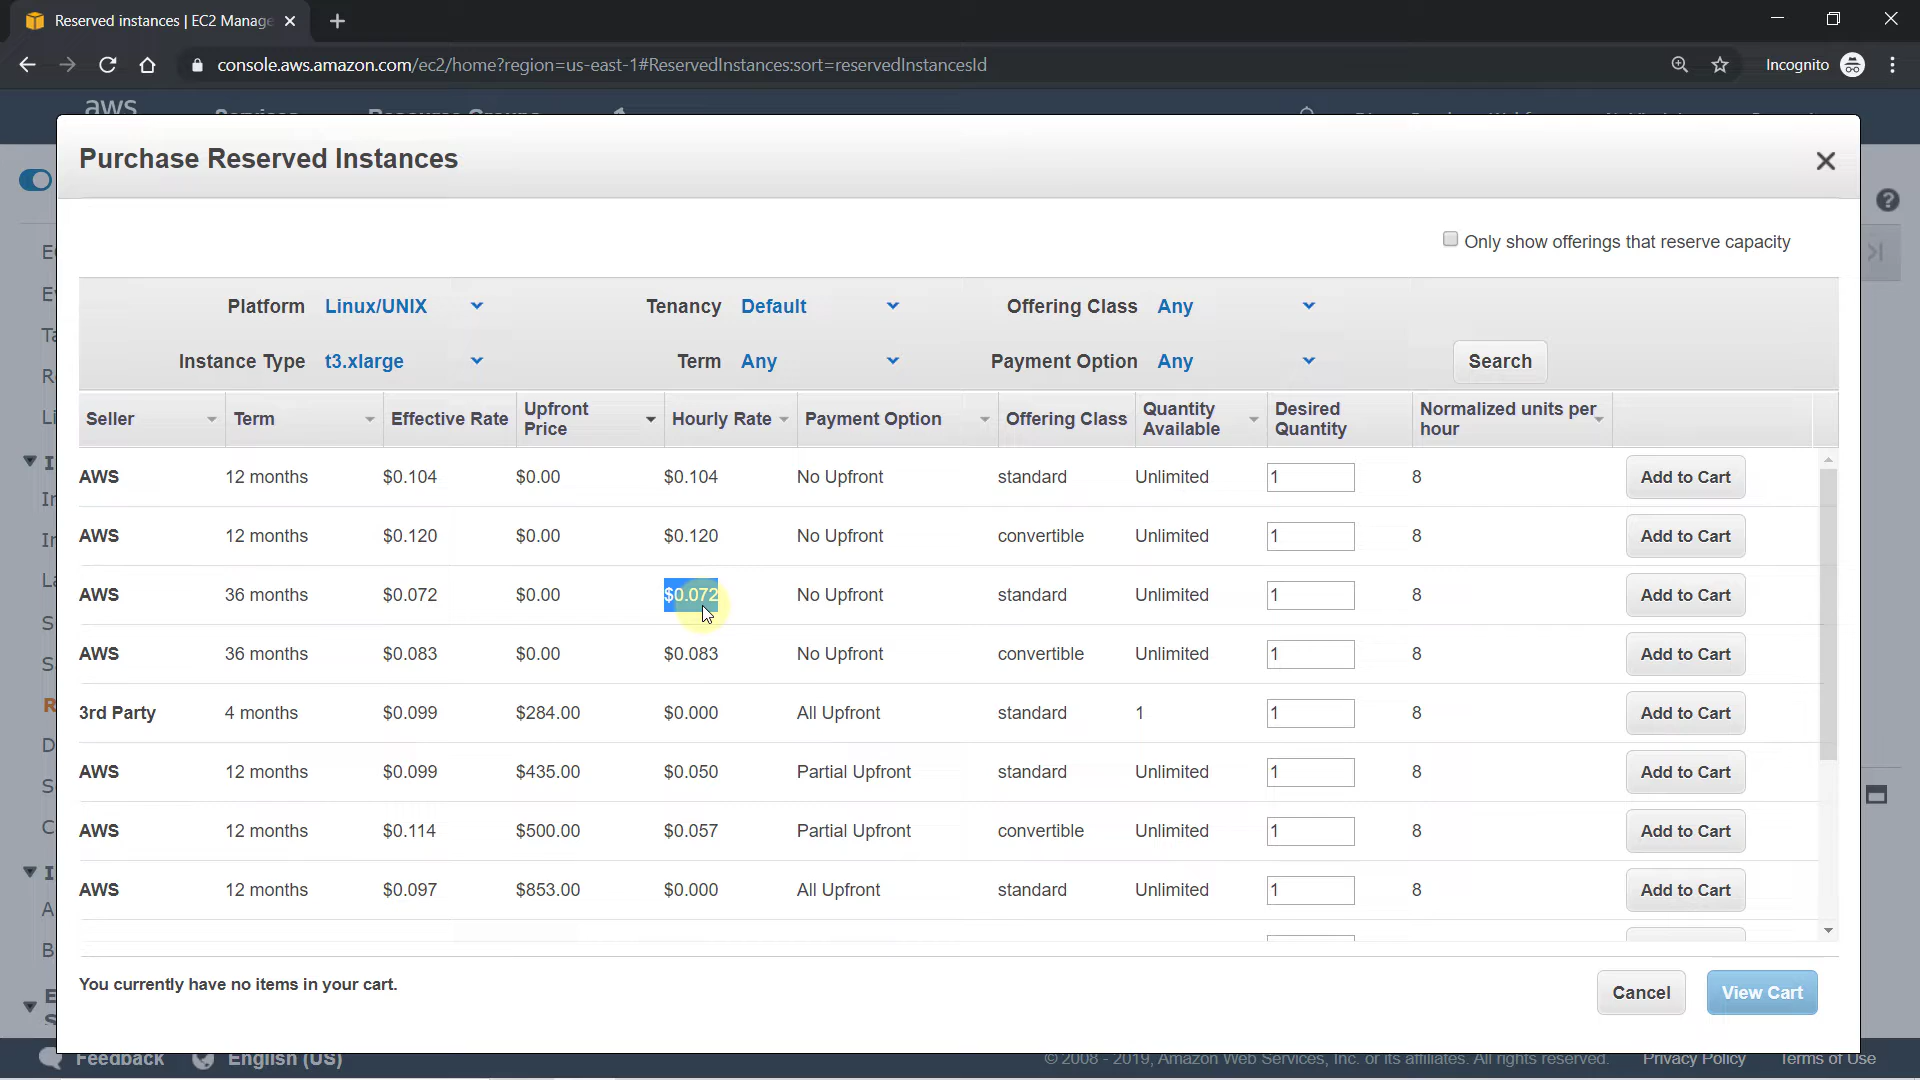 Reserved instances | EC2 Manage
console.aws.amazon.com/ec2/home?region=us-east-1#ReservedInstances:sort=reservedInstancesId
Incognito
aws
Purchase Reserved Instances
Only show offerings that reserve capacity
Platform Linux/UNIX Tenancy Default Offering Class Any
Instance Type t3.xlarge Term Any Payment Option Any Search
Seller Term Effective Rate Upfront Price Hourly Rate Payment Option Offering Class Quantity Available Desired Quantity Normalized units per hour
AWS 12 months $0.104 $0.00 $0.104 No Upfront standard Unlimited 1 8 Add to Cart
AWS 12 months $0.120 $0.00 $0.120 No Upfront convertible Unlimited 1 8 Add to Cart
AWS 36 months $0.072 $0.00 $0.072 No Upfront standard Unlimited 1 8 Add to Cart
AWS 36 months $0.083 $0.00 $0.083 No Upfront convertible Unlimited 1 8 Add to Cart
3rd Party 4 months $0.099 $284.00 $0.000 All Upfront standard 1 1 8 Add to Cart
AWS 12 months $0.099 $435.00 $0.050 Partial Upfront standard Unlimited 1 8 Add to Cart
AWS 12 months $0.114 $500.00 $0.057 Partial Upfront convertible Unlimited 1 8 Add to Cart
AWS 12 months $0.097 $853.00 $0.000 All Upfront standard Unlimited 1 8 Add to Cart
You currently have no items in your cart.
Cancel View Cart
Feedback English (US) © 2008 - 2019, Amazon Web Services, Inc. or its affiliates. All rights reserved. Privacy Policy Terms of Use